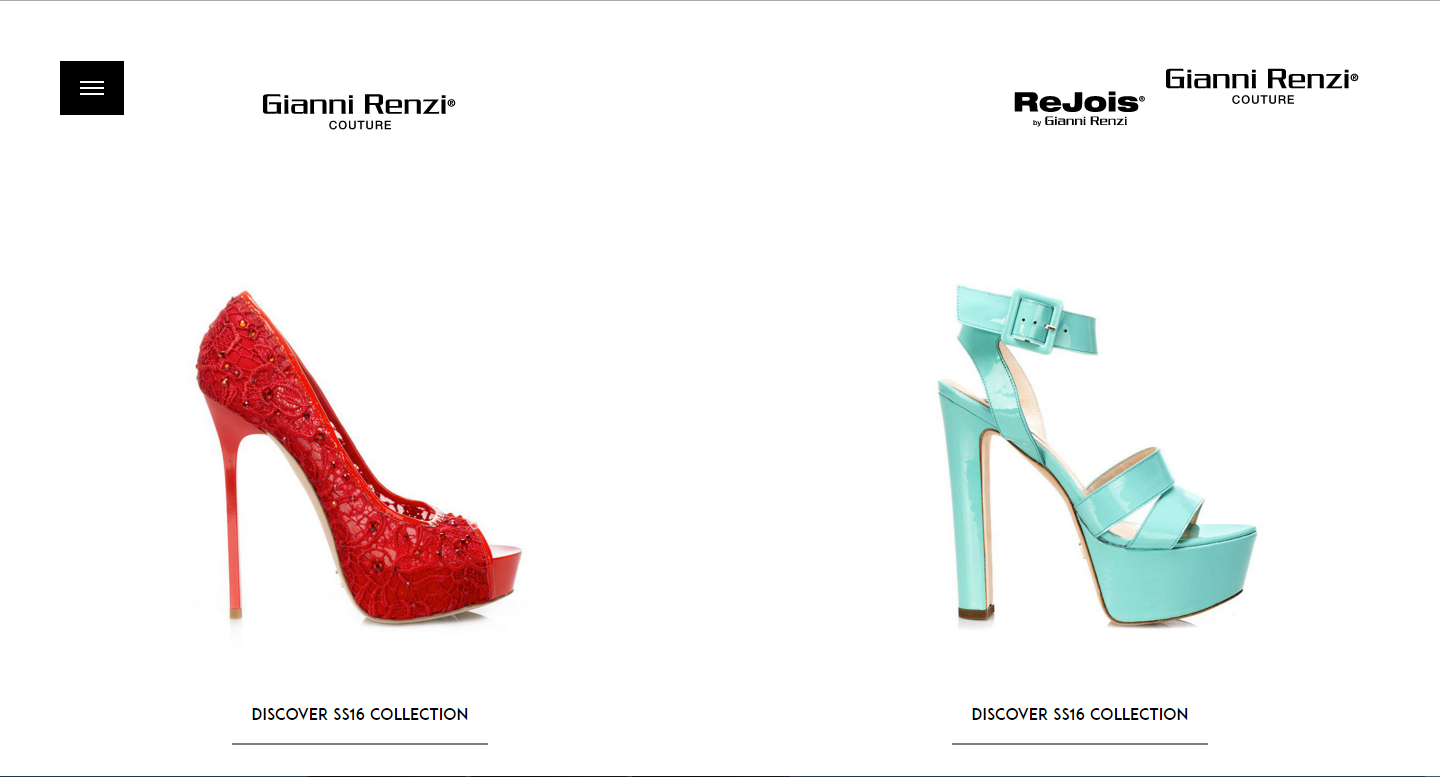 Gianni Renzi®
COUTURE
ReJois®
by Gianni Renzi
Gianni Renzi®
COUTURE
DISCOVER SS16 COLLECTION
DISCOVER SS16 COLLECTION